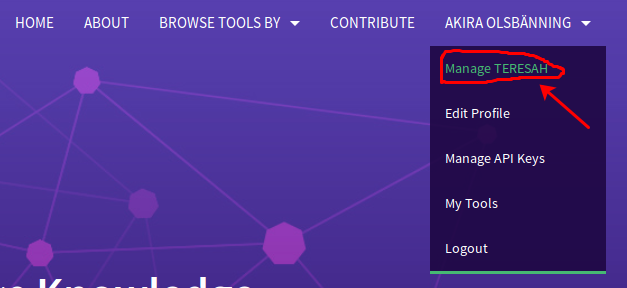 HOME ABOUT BROWSE TOOLS BY CONTRIBUTE AKIRA OLSBÄNNING
Manage TERESAH
Edit Profile
Manage API Keys
My Tools
Logout
Knowledge